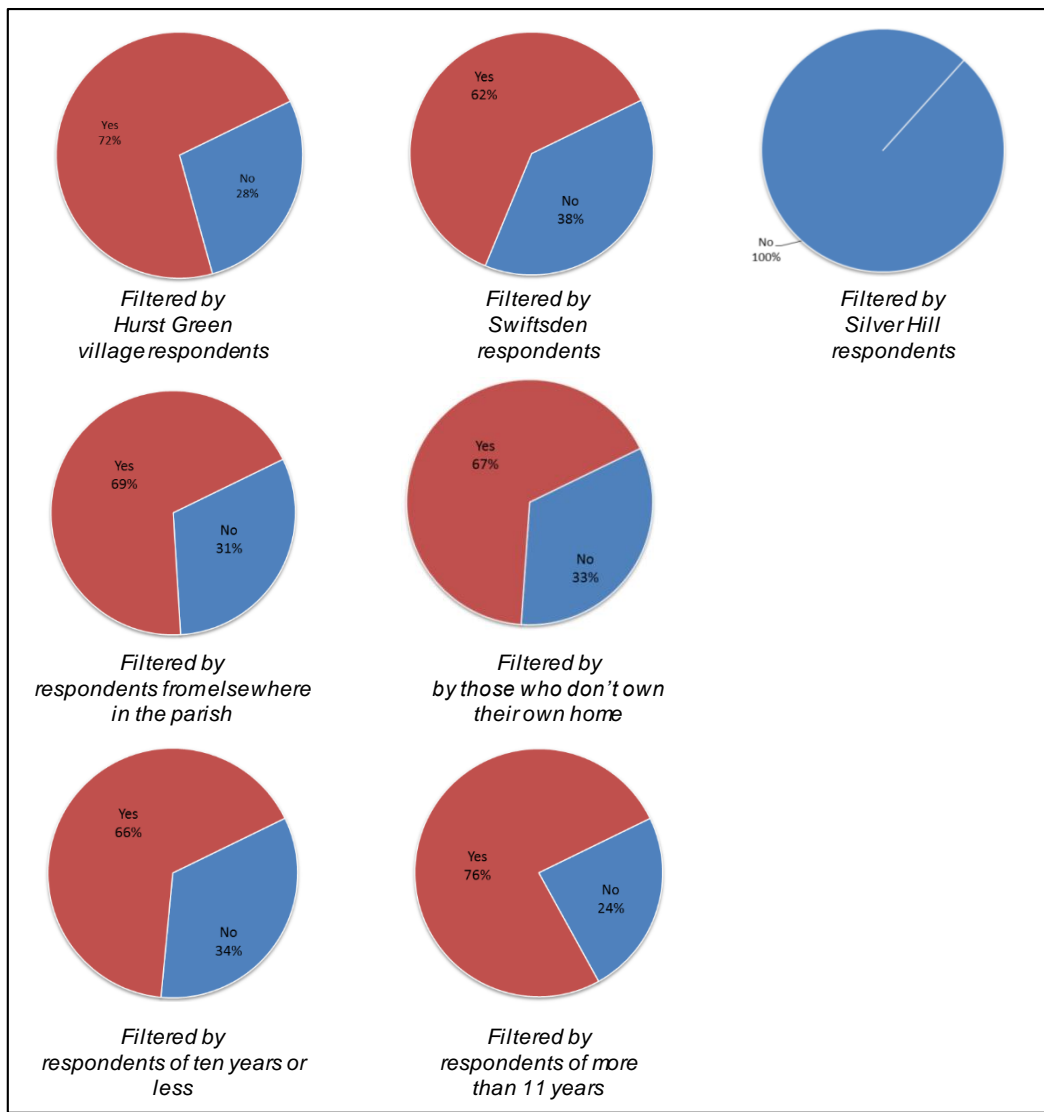 Yes
72%
No
28%
Filtered by
Hurst Green
village respondents
Yes
62%
No
38%
Filtered by
Swiftsden
respondents
No
100%
Filtered by
Silver Hill
respondents
Yes
69%
No
31%
Filtered by
respondents from elsewhere
in the parish
Yes
67%
No
33%
Filtered by
by those who don't own
their own home
Yes
66%
No
34%
Filtered by
respondents of ten years or
less
Yes
76%
No
24%
Filtered by
respondents of more
than 11 years